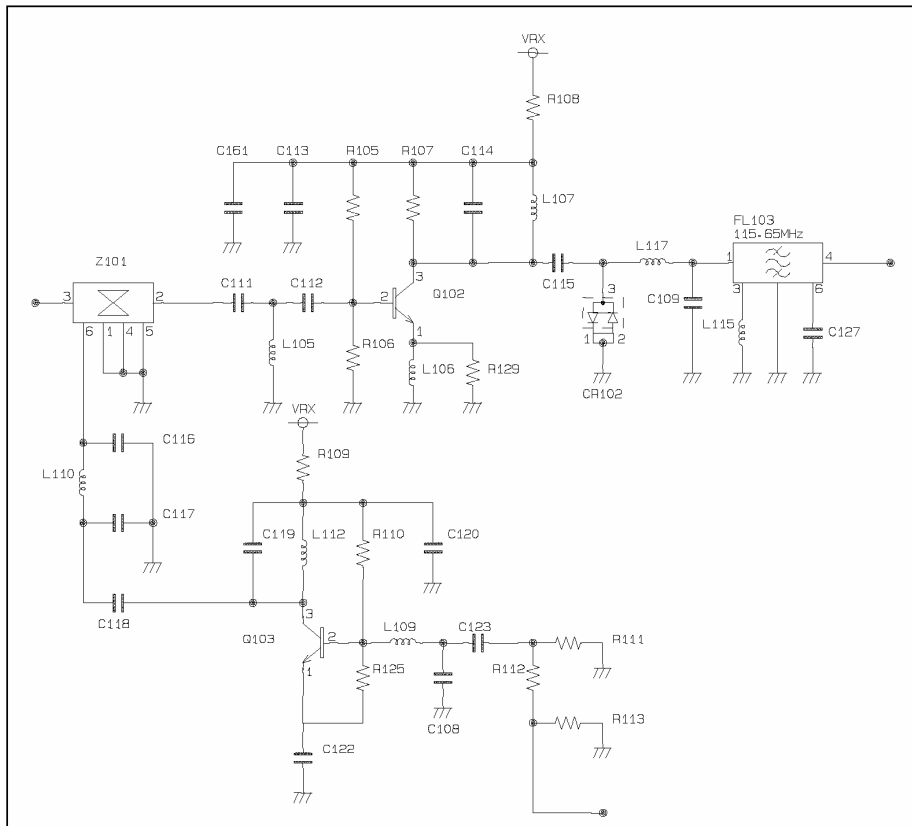 VRX
R108
C161 C113 R105 R107 C114
L107
FL103
115.65MHz
L117
Z101
1 4
3 2 C111 C112 2 3 Q102 C115 C109 3 6
6 1 4 5 1 3
L105 R106 L106 R129 1 2 L115 C127
CR102
VRX
C116
R109
L110
C117 C119 L112 R110 C120
C118 3 L109 C123 R111
Q103 2 R112
1 R125
C108 R113
C122